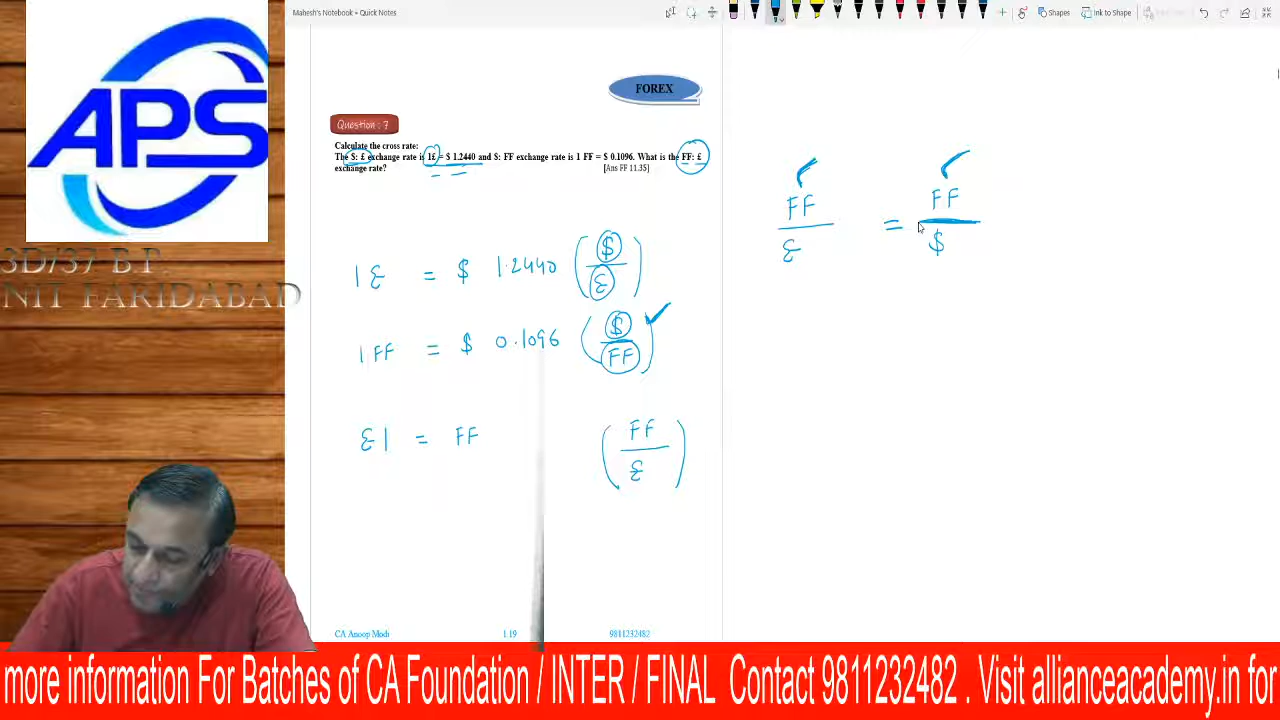 Mahesh's Notebook » Quick Notes
Shapes
Ink to Shape
APS
3D/37 B.P.
NIT FARIDABAD
FOREX
Question : 7
Calculate the cross rate:
The $: £ exchange rate is 1£ = $ 1.2440 and $: FF exchange rate is 1 FF = $ 0.1096. What is the FF: £
exchange rate? [Ans FF 11.35]
1 £ = $ 1.2440 ($/£)
1 FF = $ 0.1096 ($/FF)
£ 1 = FF (FF/£)
FF/£ = FF/$
CA Anoop Modi 1.19 9811232482
more information For Batches of CA Foundation / INTER / FINAL Contact 9811232482 . Visit allianceacademy.in for